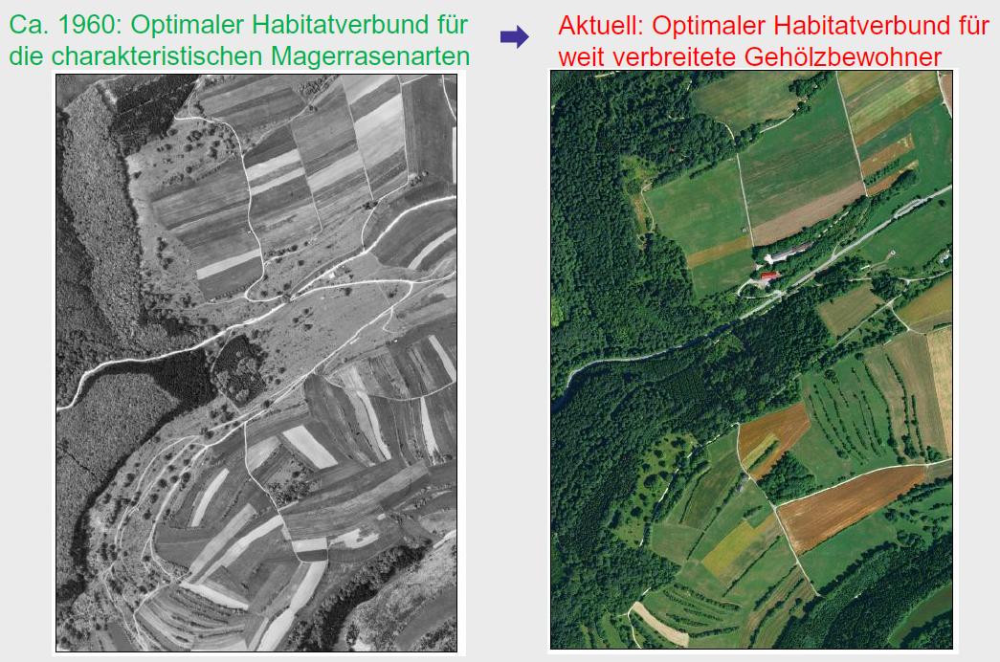 Ca. 1960: Optimaler Habitatverbund für
die charakteristischen Magerrasenarten
Aktuell: Optimaler Habitatverbund für
weit verbreitete Gehölzbewohner